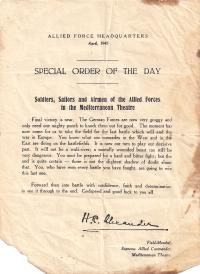 ALLIED FORCE HEADQUARTERS
April, 1945
SPECIAL ORDER OF THE DAY
Soldiers, Sailors and Airmen of the Allied Forces
in the Mediterranean Theatre
Final victory is near. The German Forces are now very groggy and
only need one mighty punch to knock them out for good. The moment has
now come for us to take the field for the last battle which will end the
war in Europe. You know what our comrades in the West and in the
East are doing on the battlefields. It is now our turn to play our decisive
part. It will not be a walk-over; a mortally wounded beast can still be
very dangerous. You must be prepared for a hard and bitter fight; but the
end is quite certain — there is not the slightest shadow of doubt about
that. You, who have won every battle you have fought, are going to win
this last one.
Forward then into battle with confidence, faith and determination
to see it through to the end. Godspeed and good luck to you all
H.R. Alexander
Field-Marshal,
Supreme Allied Commander,
Mediterranean Theatre.